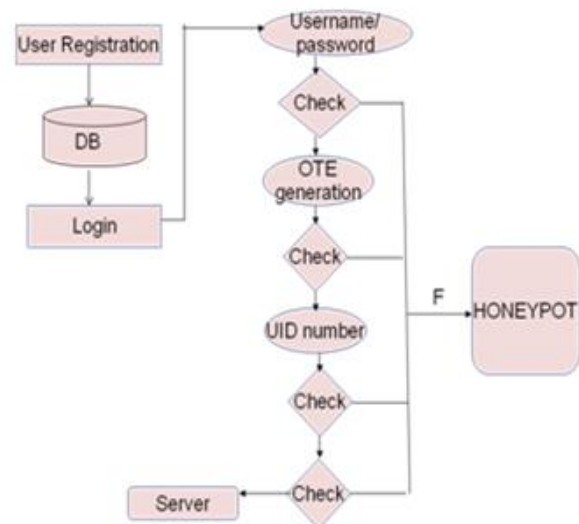 User Registration
DB
Login
Username/
password
Check
OTE
generation
Check
UID number
Check
Check
Server
F
HONEYPOT